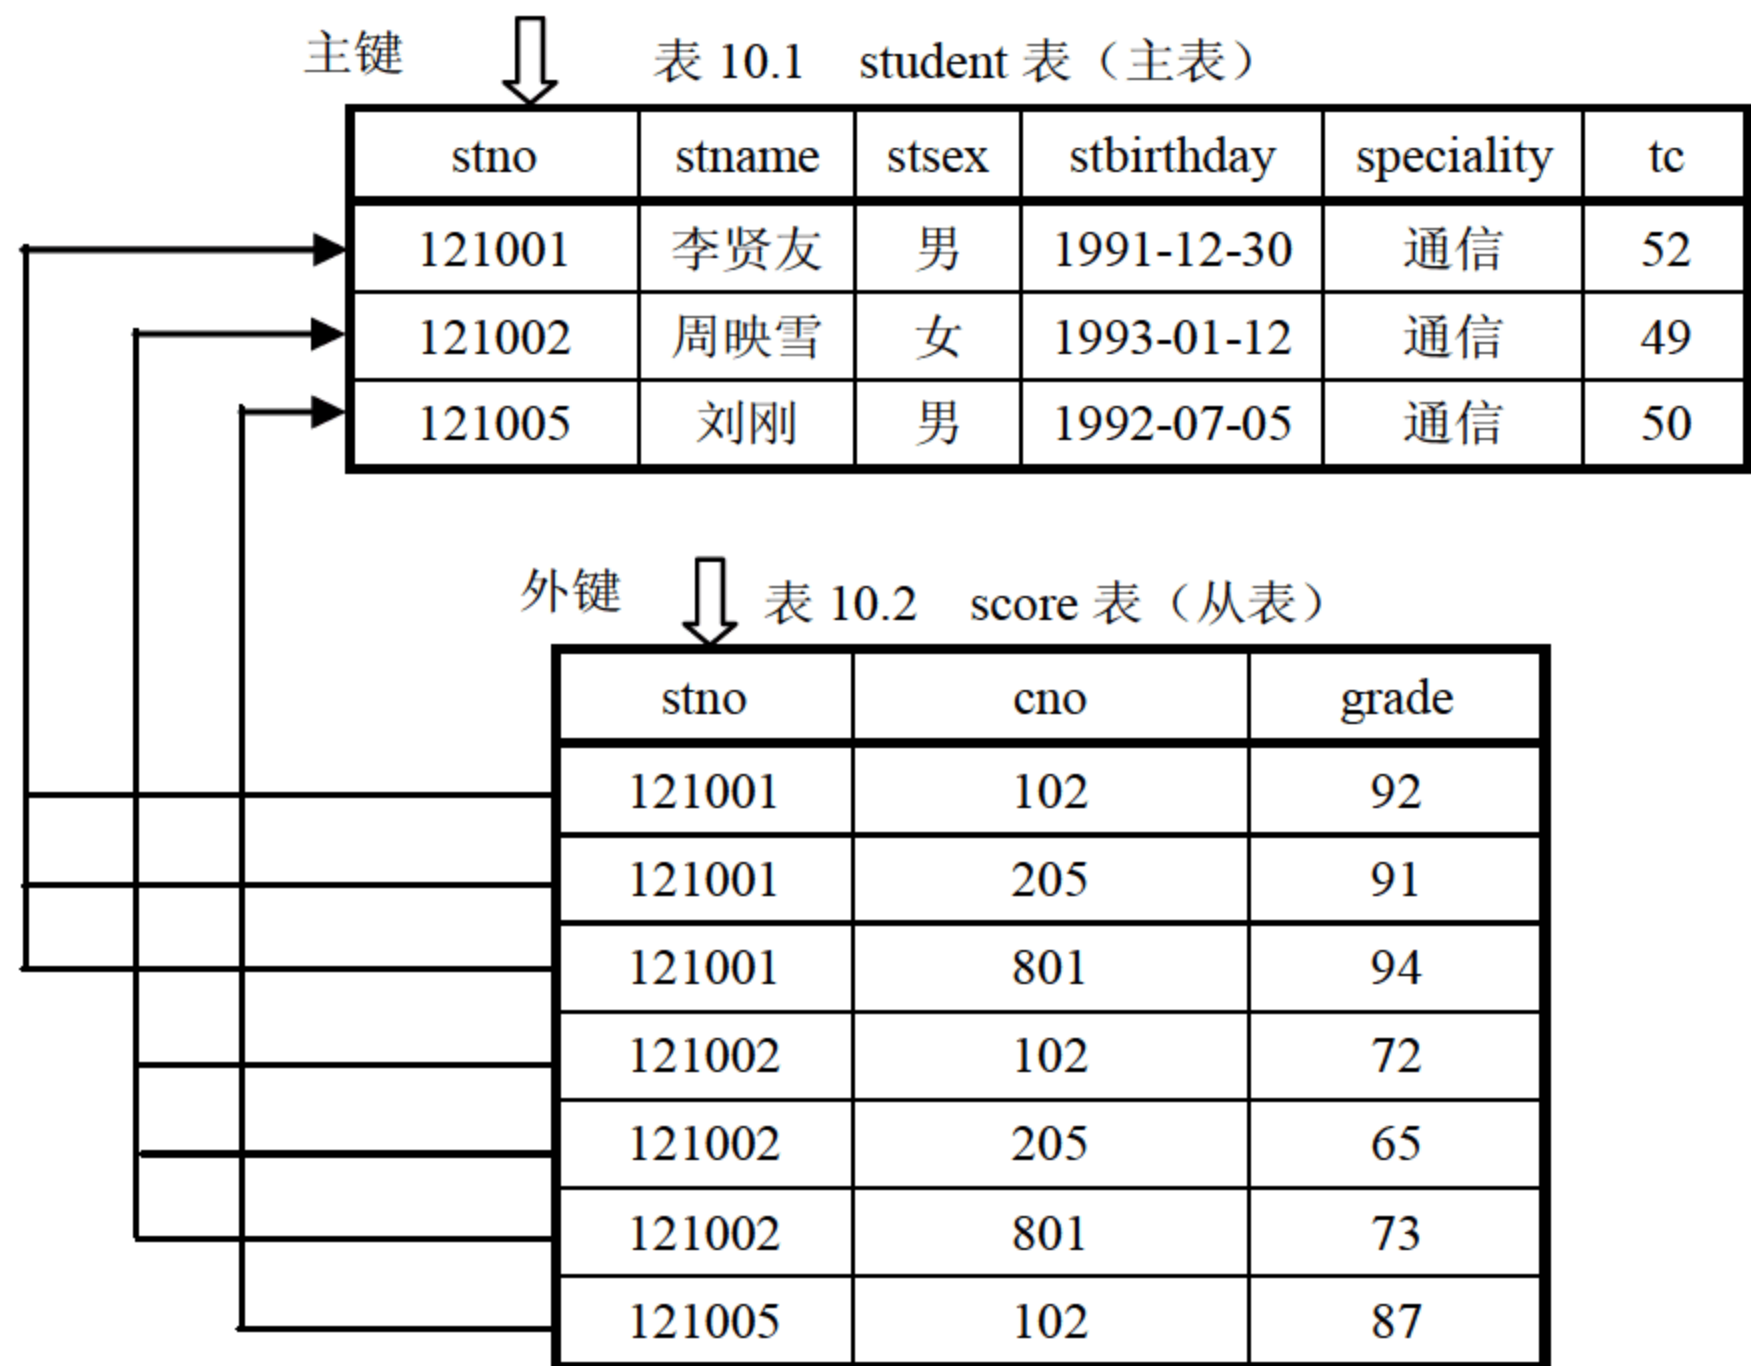 主键 表 10.1 student 表（主表）
stno stname stsex stbirthday speciality tc
121001 李贤友 男 1991-12-30 通信 52
121002 周映雪 女 1993-01-12 通信 49
121005 刘刚 男 1992-07-05 通信 50
外键 表 10.2 score 表（从表）
stno cno grade
121001 102 92
121001 205 91
121001 801 94
121002 102 72
121002 205 65
121002 801 73
121005 102 87